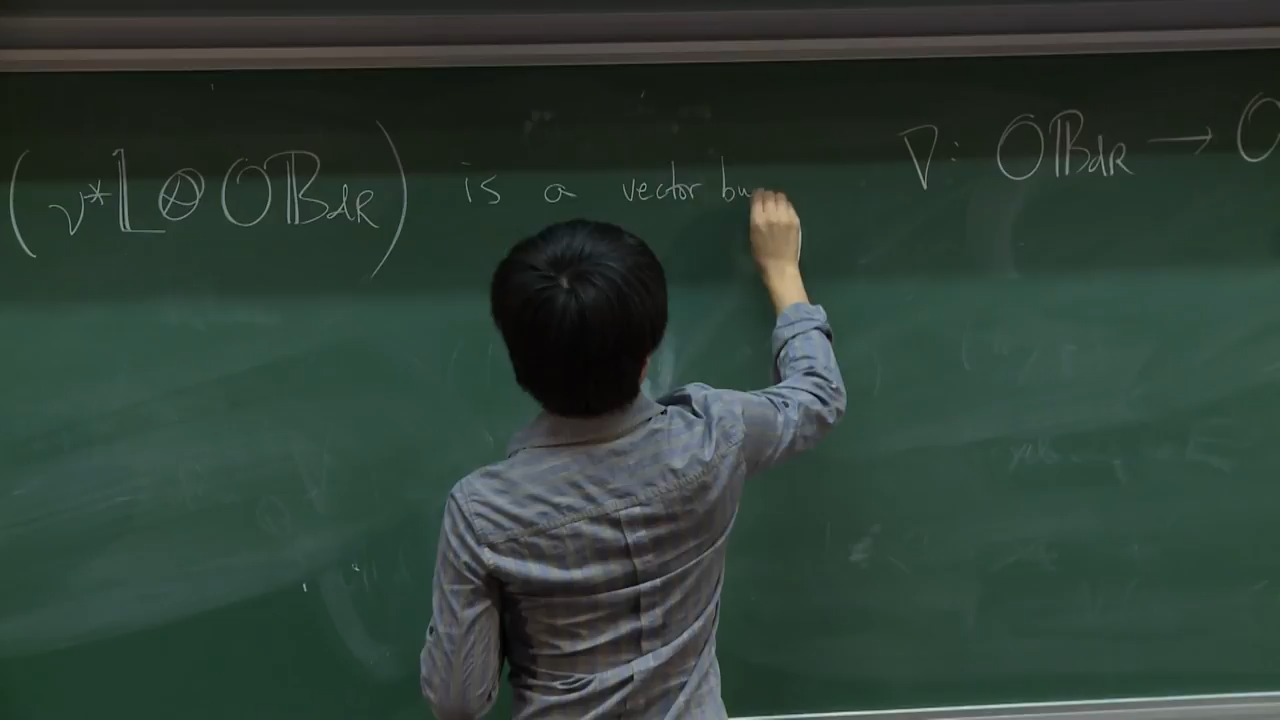 (ν*𝕃 ⊗ 𝒪𝔹dR) is a vector bu
∇: 𝒪𝔹dR → 𝒪